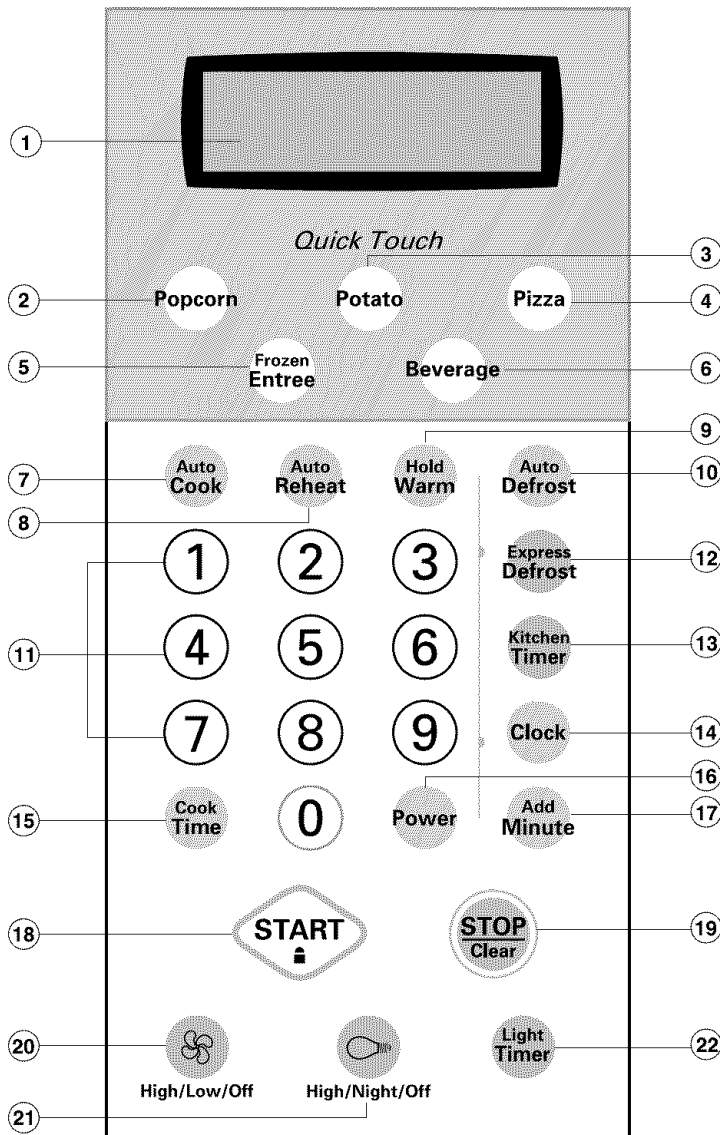 1
Quick Touch
3
2 Popcorn Potato Pizza 4
5 Frozen Entree Beverage 6
9
7 Auto Cook Auto Reheat Hold Warm Auto Defrost 10
8
1 2 3 Express Defrost 12
11 4 5 6 Kitchen Timer 13
7 8 9 Clock 14
16
15 Cook Time 0 Power Add Minute 17
18 START STOP Clear 19
20 Light Timer 22
High/Low/Off High/Night/Off
21